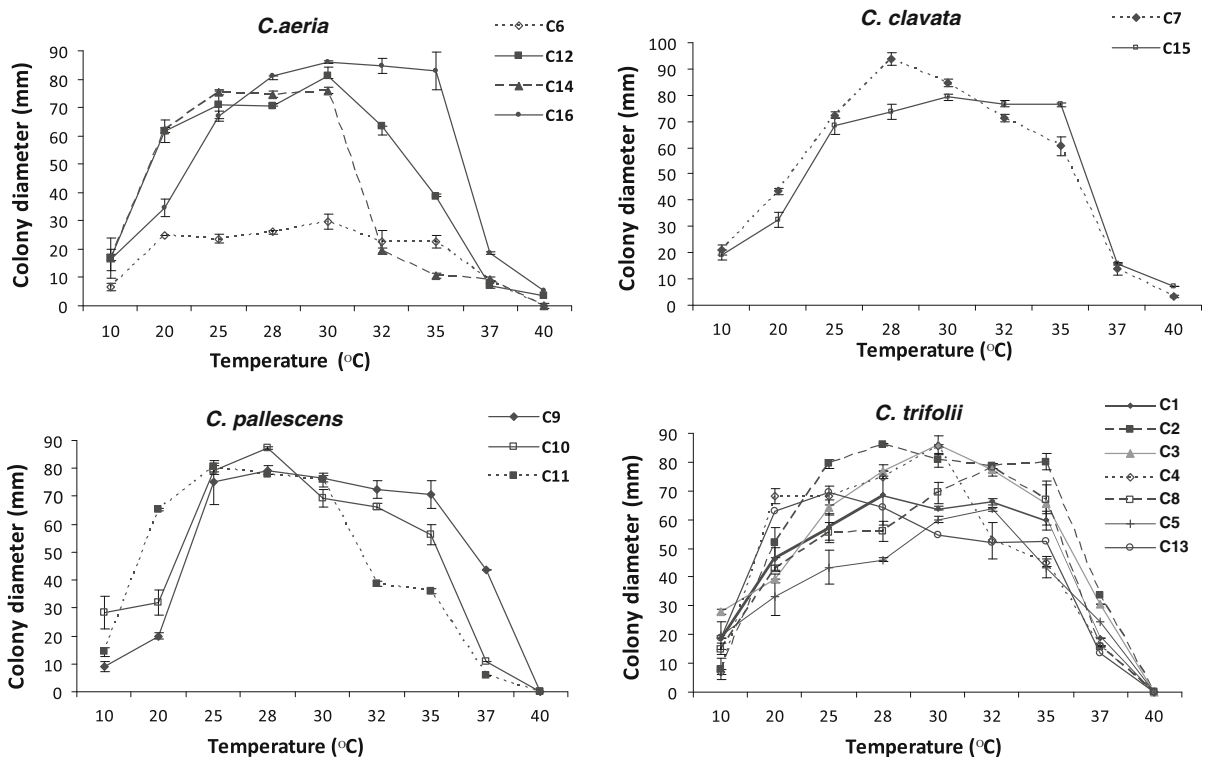 C.aeria
C6
C12
C14
C16
Colony diameter (mm)
90
80
70
60
50
40
30
20
10
0
10 20 25 28 30 32 35 37 40
Temperature (°C)
C. clavata
C7
C15
Colony diameter (mm)
100
90
80
70
60
50
40
30
20
10
0
10 20 25 28 30 32 35 37 40
Temperature (°C)
C. pallescens
C9
C10
C11
Colony diameter (mm)
90
80
70
60
50
40
30
20
10
0
10 20 25 28 30 32 35 37 40
Temperature (°C)
C. trifolii
C1
C2
C3
C4
C8
C5
C13
Colony diameter (mm)
90
80
70
60
50
40
30
20
10
0
10 20 25 28 30 32 35 37 40
Temperature (°C)